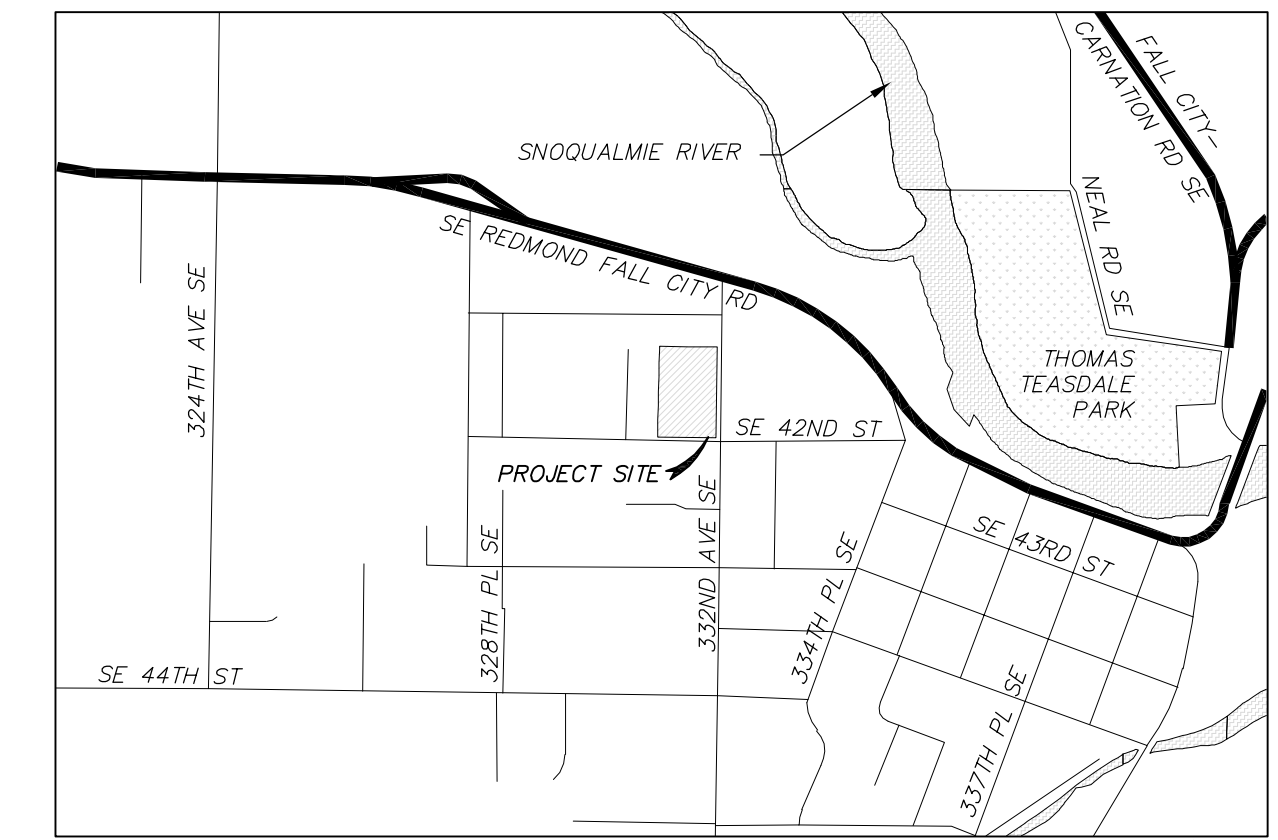 FALL CITY-
CARNATION RD SE
SNOQUALMIE RIVER
NEAL RD SE
SE REDMOND FALL CITY RD
324TH AVE SE
THOMAS
TEASDALE
PARK
SE 42ND ST
PROJECT SITE
328TH PL SE
332ND AVE SE
334TH PL SE
SE 43RD ST
SE 44TH ST
337TH PL SE